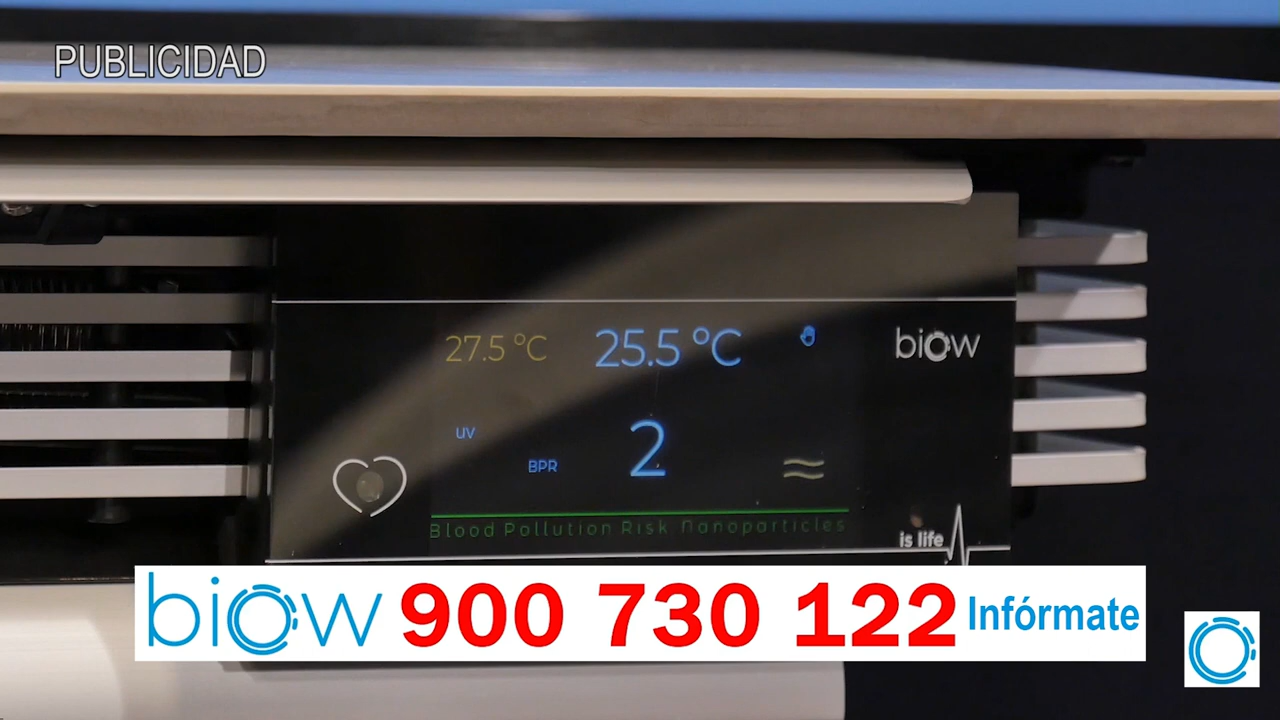 PUBLICIDAD
27.5 °C 25.5 °C
biow
UV
2
BPR
Blood Pollution Risk Nanoparticles
is life
biow 900 730 122 Infórmate